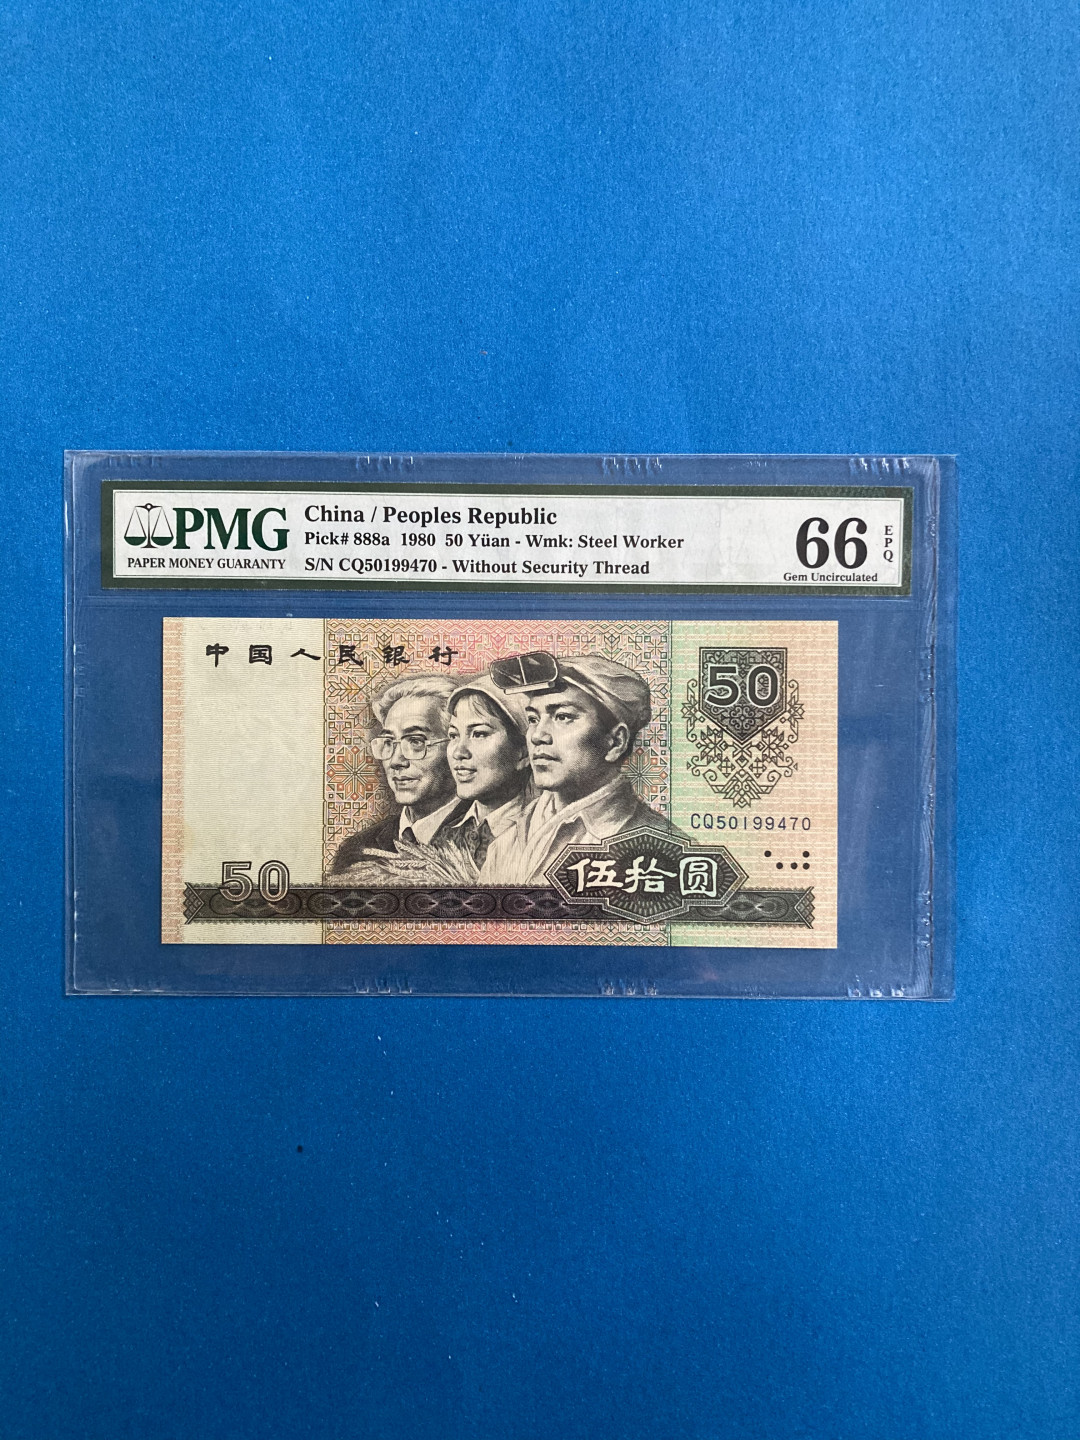 PMG
PAPER MONEY GUARANTY
China / Peoples Republic
Pick# 888a 1980 50 Yüan - Wmk: Steel Worker
S/N CQ50199470 - Without Security Thread
66
EPQ
Gem Uncirculated
中国人民银行
50
CQ50199470
50
伍拾圆